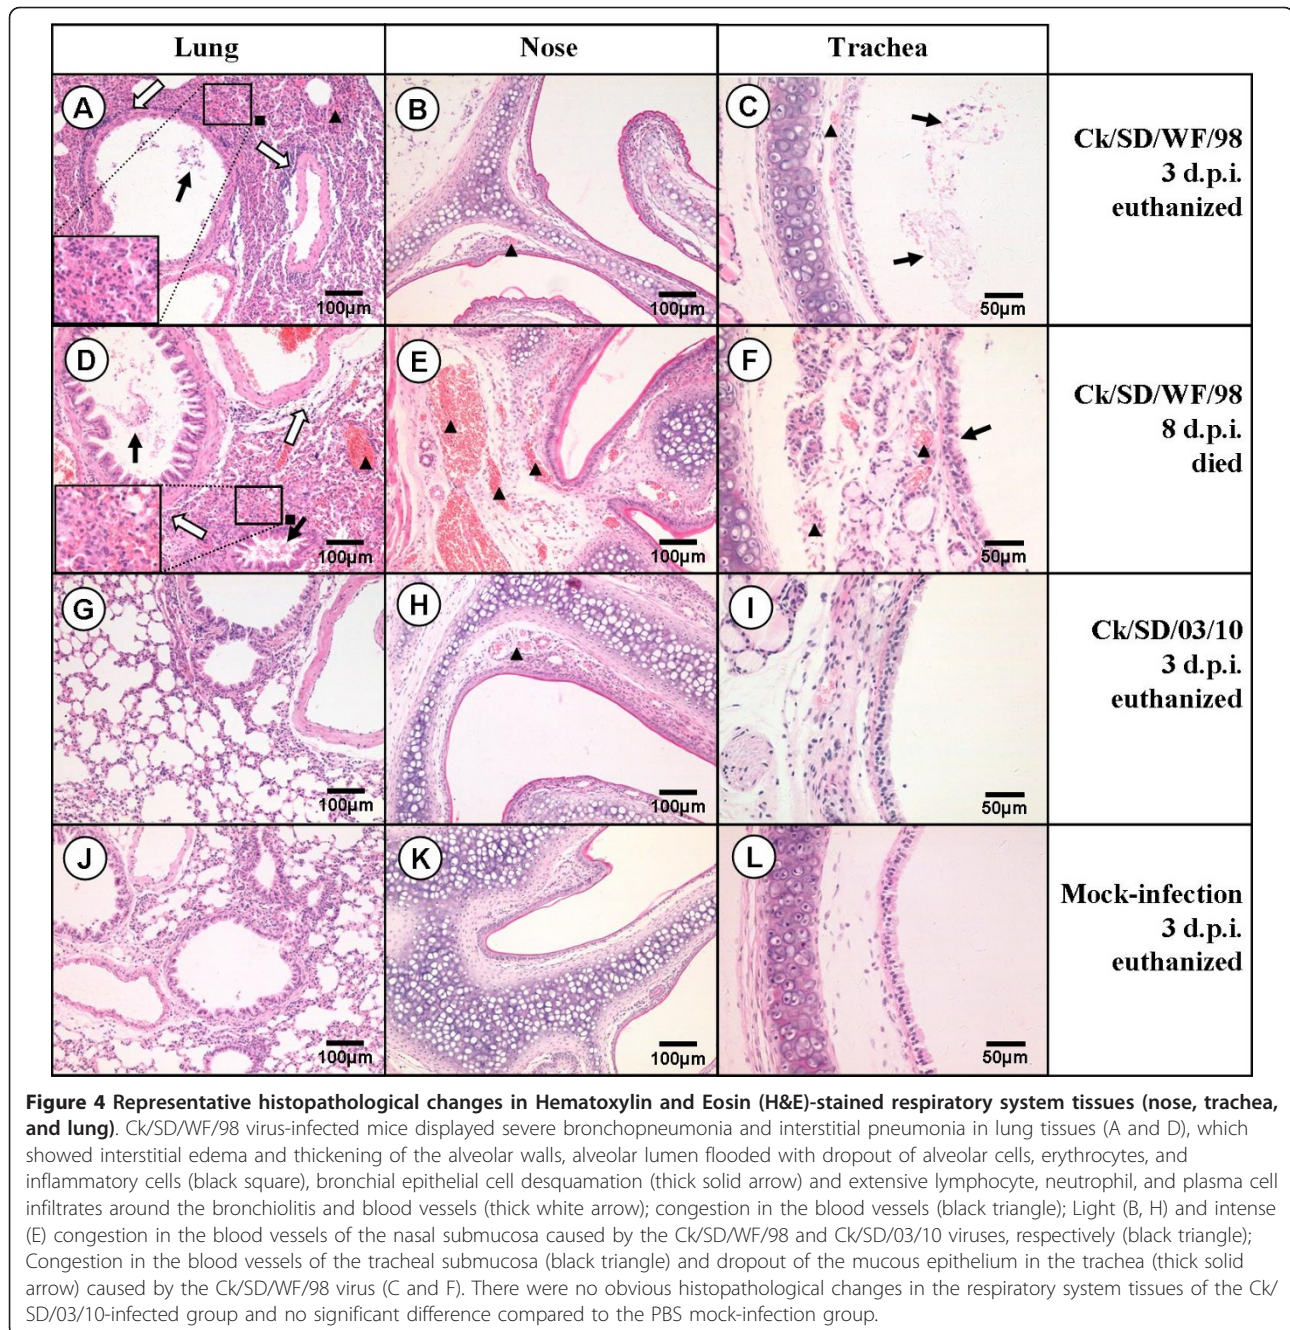 Lung Nose Trachea
A B C
100µm 100µm 50µm
Ck/SD/WF/98
3 d.p.i.
euthanized
D E F
100µm 100µm 50µm
Ck/SD/WF/98
8 d.p.i.
died
G H I
100µm 100µm 50µm
Ck/SD/03/10
3 d.p.i.
euthanized
J K L
100µm 100µm 50µm
Mock-infection
3 d.p.i.
euthanized
Figure 4 Representative histopathological changes in Hematoxylin and Eosin (H&E)-stained respiratory system tissues (nose, trachea,
and lung). Ck/SD/WF/98 virus-infected mice displayed severe bronchopneumonia and interstitial pneumonia in lung tissues (A and D), which
showed interstitial edema and thickening of the alveolar walls, alveolar lumen flooded with dropout of alveolar cells, erythrocytes, and
inflammatory cells (black square), bronchial epithelial cell desquamation (thick solid arrow) and extensive lymphocyte, neutrophil, and plasma cell
infiltrates around the bronchiolitis and blood vessels (thick white arrow); congestion in the blood vessels (black triangle); Light (B, H) and intense
(E) congestion in the blood vessels of the nasal submucosa caused by the Ck/SD/WF/98 and Ck/SD/03/10 viruses, respectively (black triangle);
Congestion in the blood vessels of the tracheal submucosa (black triangle) and dropout of the mucous epithelium in the trachea (thick solid
arrow) caused by the Ck/SD/WF/98 virus (C and F). There were no obvious histopathological changes in the respiratory system tissues of the Ck/
SD/03/10-infected group and no significant difference compared to the PBS mock-infection group.